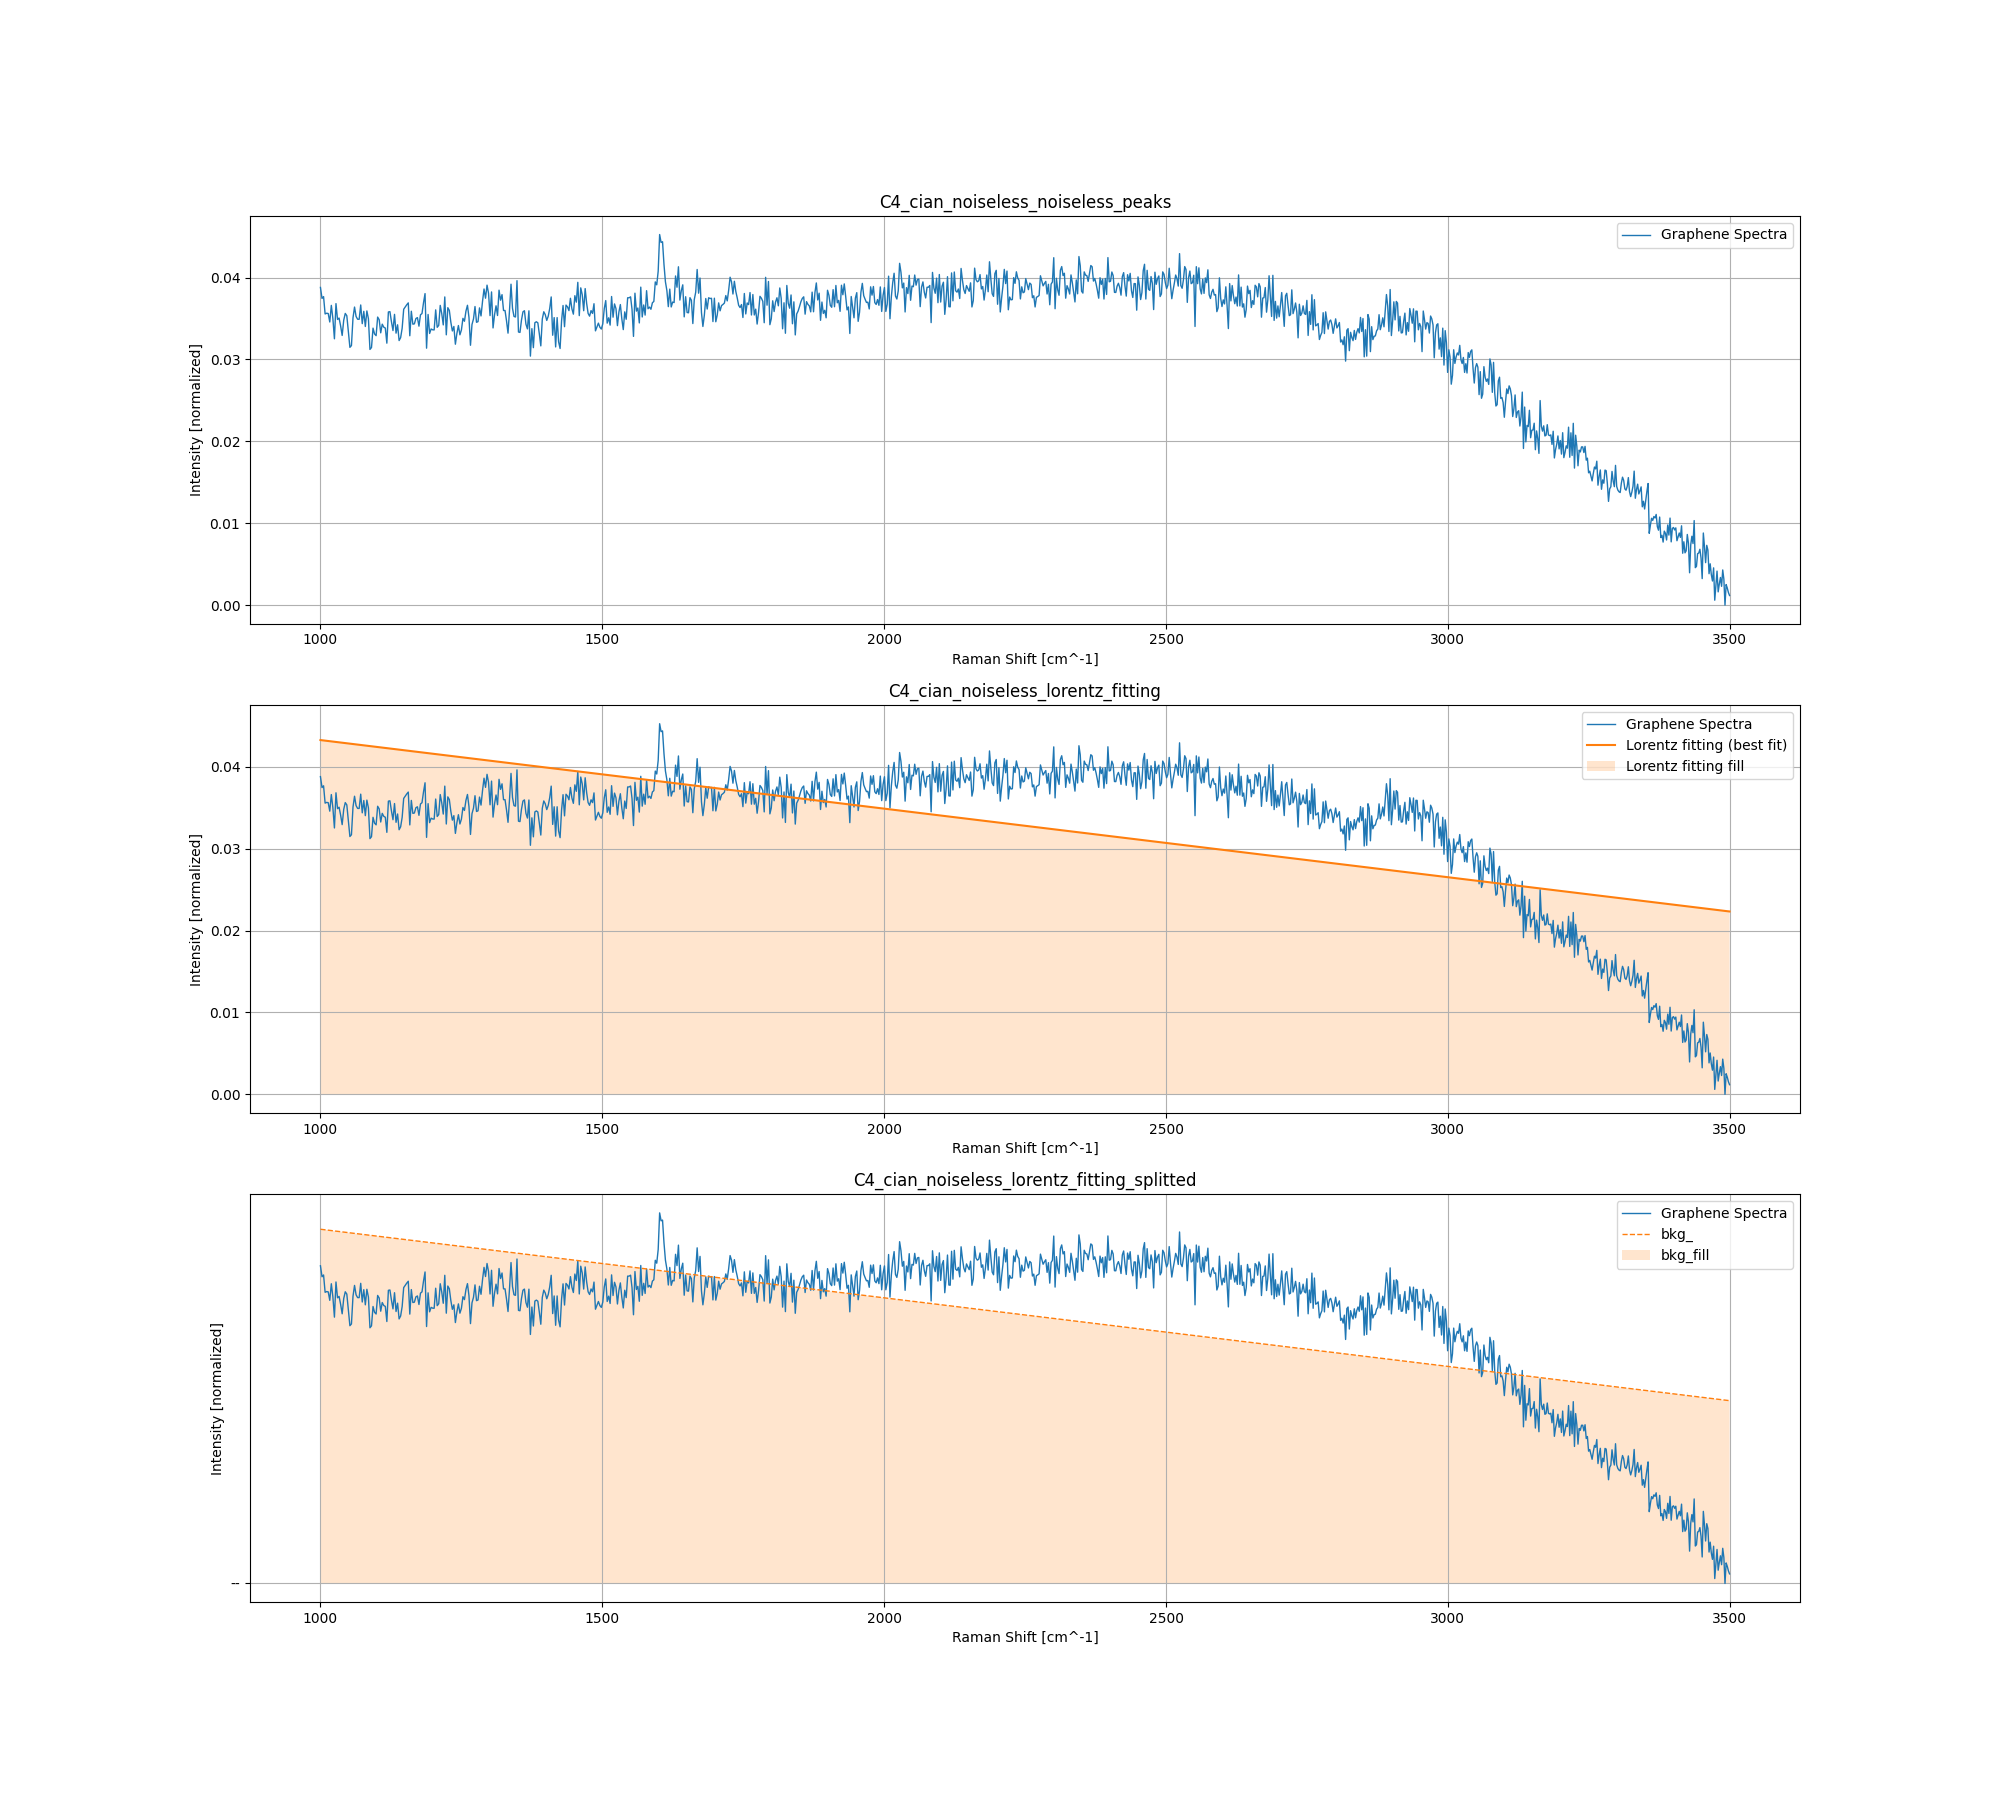 C4_cian_noiseless_noiseless_peaks
Graphene Spectra
Intensity [normalized]
0.04
0.03
0.02
0.01
0.00
1000 1500 2000 2500 3000 3500
Raman Shift [cm^-1]
C4_cian_noiseless_lorentz_fitting
Graphene Spectra
Lorentz fitting (best fit)
Lorentz fitting fill
Intensity [normalized]
0.04
0.03
0.02
0.01
0.00
1000 1500 2000 2500 3000 3500
Raman Shift [cm^-1]
C4_cian_noiseless_lorentz_fitting_splitted
Graphene Spectra
bkg_
bkg_fill
Intensity [normalized]
--
1000 1500 2000 2500 3000 3500
Raman Shift [cm^-1]